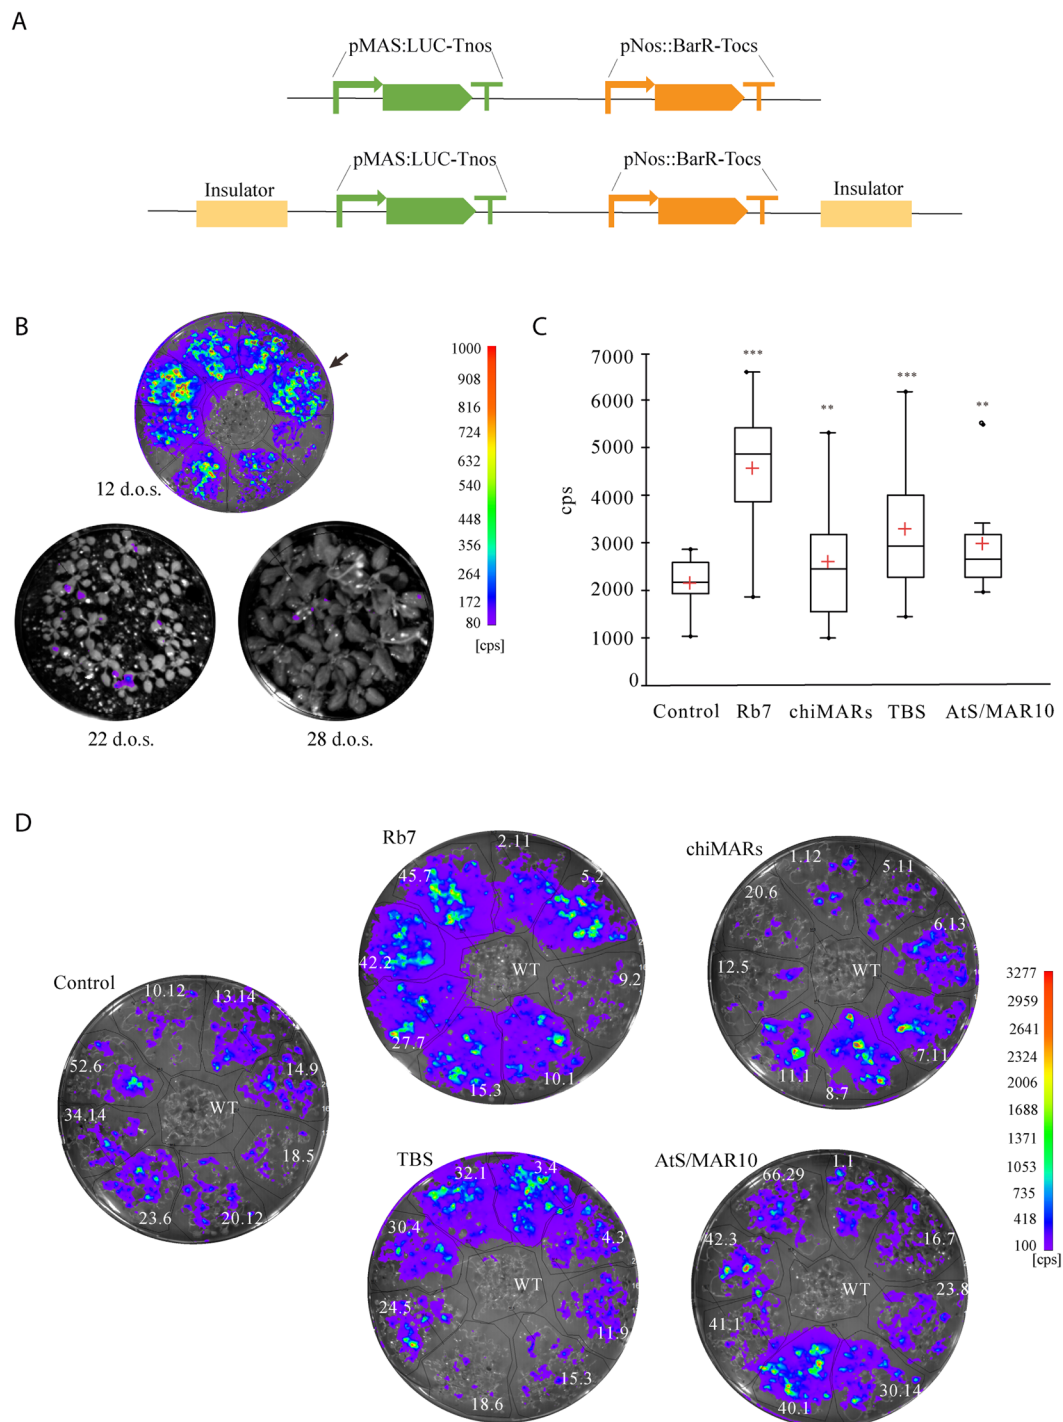 A
pMAS:LUC-Tnos
pNos::BarR-Tocs
pMAS:LUC-Tnos
pNos::BarR-Tocs
Insulator
Insulator
B
12 d.o.s.
22 d.o.s.
28 d.o.s.
1000
908
816
724
632
540
448
356
264
172
80
[cps]
C
cps
7000
6000
5000
4000
3000
2000
1000
0
***
**
***
**
Control
Rb7
chiMARs
TBS
AtS/MAR10
D
Control
10.12
13.14
52.6
14.9
34.14
WT
18.5
23.6
20.12
Rb7
2.11
45.7
5.2
42.2
WT
9.2
27.7
10.1
15.3
chiMARs
1.12
5.11
20.6
6.13
12.5
WT
7.11
11.1
8.7
TBS
32.1
3.4
30.4
4.3
WT
24.5
11.9
15.3
18.6
AtS/MAR10
1.1
66.29
16.7
42.3
WT
23.8
41.1
30.14
40.1
3277
2959
2641
2324
2006
1688
1371
1053
735
418
100
[cps]